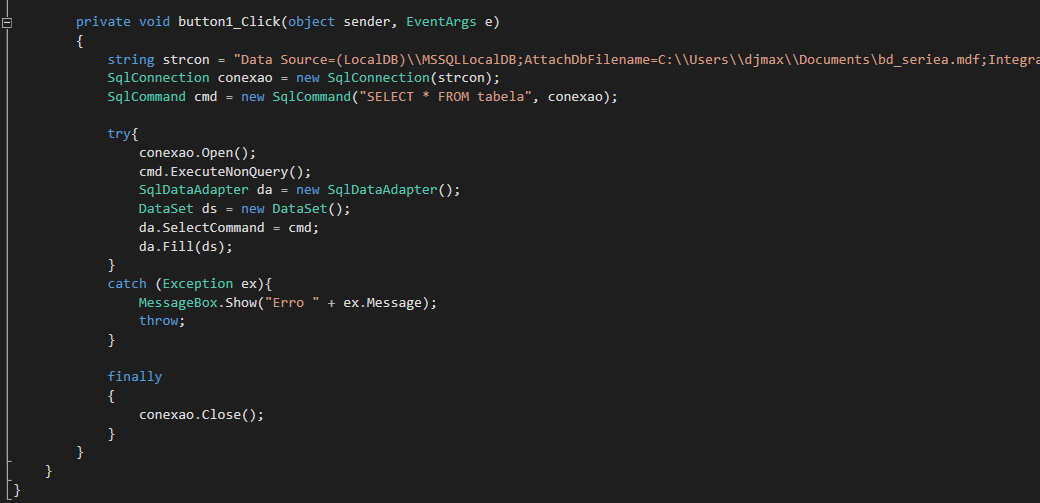 private void button1_Click(object sender, EventArgs e)
{
string strcon = "Data Source=(LocalDB)\\MSSQLLocalDB;AttachDbFilename=C:\\Users\\djmax\\Documents\bd_seriea.mdf;Integra
SqlConnection conexao = new SqlConnection(strcon);
SqlCommand cmd = new SqlCommand("SELECT * FROM tabela", conexao);
try{
conexao.Open();
cmd.ExecuteNonQuery();
SqlDataAdapter da = new SqlDataAdapter();
DataSet ds = new DataSet();
da.SelectCommand = cmd;
da.Fill(ds);
}
catch (Exception ex){
MessageBox.Show("Erro " + ex.Message);
throw;
}
finally
{
conexao.Close();
}
}
}
}